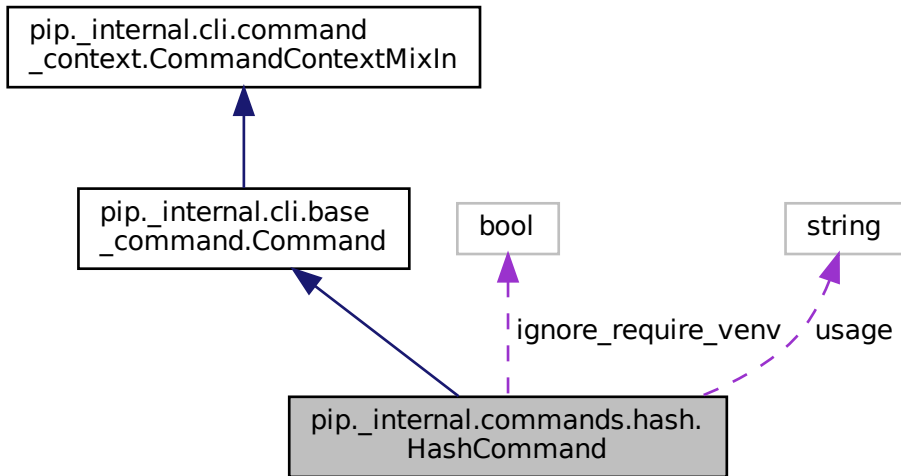 pip._internal.cli.command
_context.CommandContextMixIn
pip._internal.cli.base
_command.Command
bool
string
ignore_require_venv
usage
pip._internal.commands.hash.
HashCommand